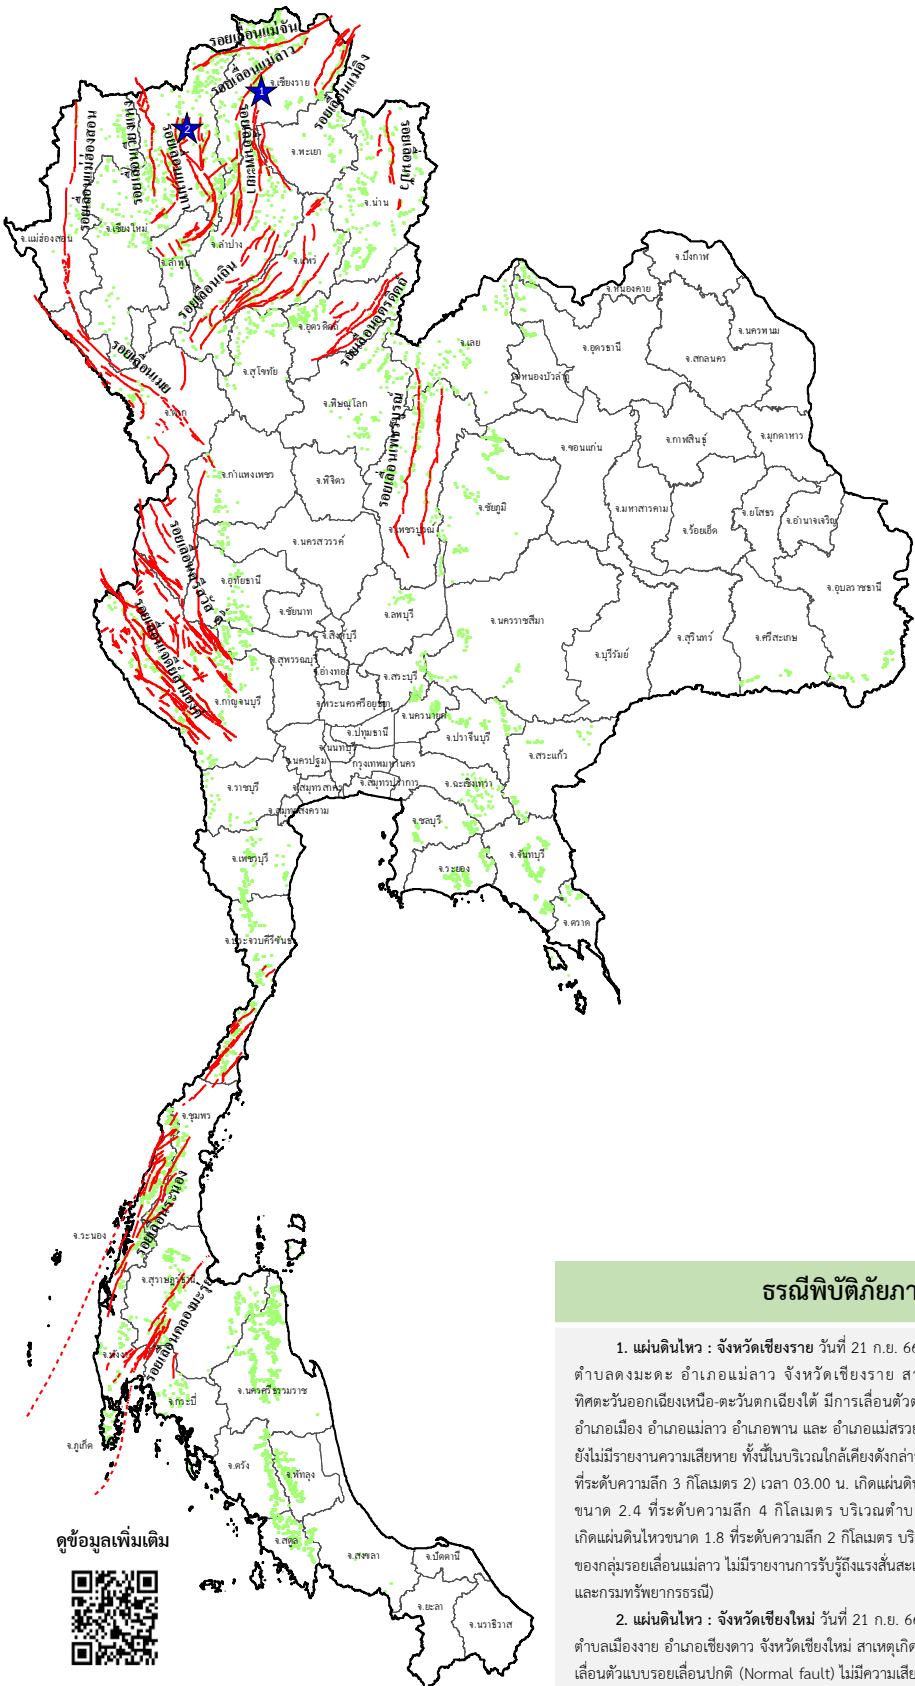 รอยเลื่อนแม่จัน
รอยเลื่อนแม่ลาว
จ.เชียงราย
1
รอยเลื่อนแม่อิง
2
รอยเลื่อนแม่ฮ่องสอน
รอยเลื่อนแม่ทา
รอยเลื่อนพะเยา
จ.พะเยา
รอยเลื่อนปัว
จ.น่าน
จ.แม่ฮ่องสอน
จ.เชียงใหม่
จ.ลำปาง
จ.ลำพูน
จ.แพร่
รอยเลื่อนเถิน
จ.บึงกาฬ
จ.หนองคาย
จ.อุตรดิตถ์
รอยเลื่อนอุตรดิตถ์
จ.เลย
จ.อุดรธานี
จ.นครพนม
จ.สกลนคร
รอยเลื่อนเมย
จ.สุโขทัย
จ.หนองบัวลำภู
จ.ตาก
จ.พิษณุโลก
รอยเลื่อนเพชรบูรณ์
จ.ขอนแก่น
จ.กาฬสินธุ์
จ.มุกดาหาร
จ.กำแพงเพชร
จ.พิจิตร
จ.เพชรบูรณ์
จ.ชัยภูมิ
จ.มหาสารคาม
จ.ร้อยเอ็ด
จ.ยโสธร
จ.อำนาจเจริญ
จ.นครสวรรค์
รอยเลื่อนศรีสวัสดิ์
จ.อุทัยธานี
จ.ชัยนาท
จ.ลพบุรี
จ.นครราชสีมา
จ.บุรีรัมย์
จ.สุรินทร์
จ.ศรีสะเกษ
จ.อุบลราชธานี
รอยเลื่อนเจดีย์สามองค์
จ.สิงห์บุรี
จ.สุพรรณบุรี
จ.อ่างทอง
จ.สระบุรี
จ.กาญจนบุรี
จ.พระนครศรีอยุธยา
จ.นครนายก
จ.ปทุมธานี
จ.ปราจีนบุรี
จ.นนทบุรี
จ.สระแก้ว
จ.นครปฐม
กรุงเทพมหานคร
จ.ราชบุรี
จ.สมุทรสาคร
จ.สมุทรปราการ
จ.ฉะเชิงเทรา
จ.สมุทรสงคราม
จ.ชลบุรี
จ.เพชรบุรี
จ.ระยอง
จ.จันทบุรี
จ.ตราด
จ.ประจวบคีรีขันธ์
จ.ชุมพร
รอยเลื่อนระนอง
จ.ระนอง
จ.สุราษฎร์ธานี
รอยเลื่อนคลองมะรุ่ย
จ.พังงา
จ.กระบี่
จ.นครศรีธรรมราช
จ.ภูเก็ต
จ.ตรัง
จ.พัทลุง
จ.สตูล
จ.สงขลา
จ.ปัตตานี
จ.ยะลา
จ.นราธิวาส
ดูข้อมูลเพิ่มเติม
ธรณีพิบัติภัยภา
1. แผ่นดินไหว : จังหวัดเชียงราย วันที่ 21 ก.ย. 66
ตำบลดงมะดะ อำเภอแม่ลาว จังหวัดเชียงราย สา
ทิศตะวันออกเฉียงเหนือ-ตะวันตกเฉียงใต้ มีการเลื่อนตัวต
อำเภอเมือง อำเภอแม่ลาว อำเภอพาน และ อำเภอแม่สรวย
ยังไม่มีรายงานความเสียหาย ทั้งนี้ในบริเวณใกล้เคียงดังกล่า
ที่ระดับความลึก 3 กิโลเมตร 2) เวลา 03.00 น. เกิดแผ่นดิน
ขนาด 2.4 ที่ระดับความลึก 4 กิโลเมตร บริเวณตำบ
เกิดแผ่นดินไหวขนาด 1.8 ที่ระดับความลึก 2 กิโลเมตร บริ
ของกลุ่มรอยเลื่อนแม่ลาว ไม่มีรายงานการรับรู้ถึงแรงสั่นสะเ
และกรมทรัพยากรธรณี)
2. แผ่นดินไหว : จังหวัดเชียงใหม่ วันที่ 21 ก.ย. 66
ตำบลเมืองงาย อำเภอเชียงดาว จังหวัดเชียงใหม่ สาเหตุเกิด
เลื่อนตัวแบบรอยเลื่อนปกติ (Normal fault) ไม่มีความเสีย